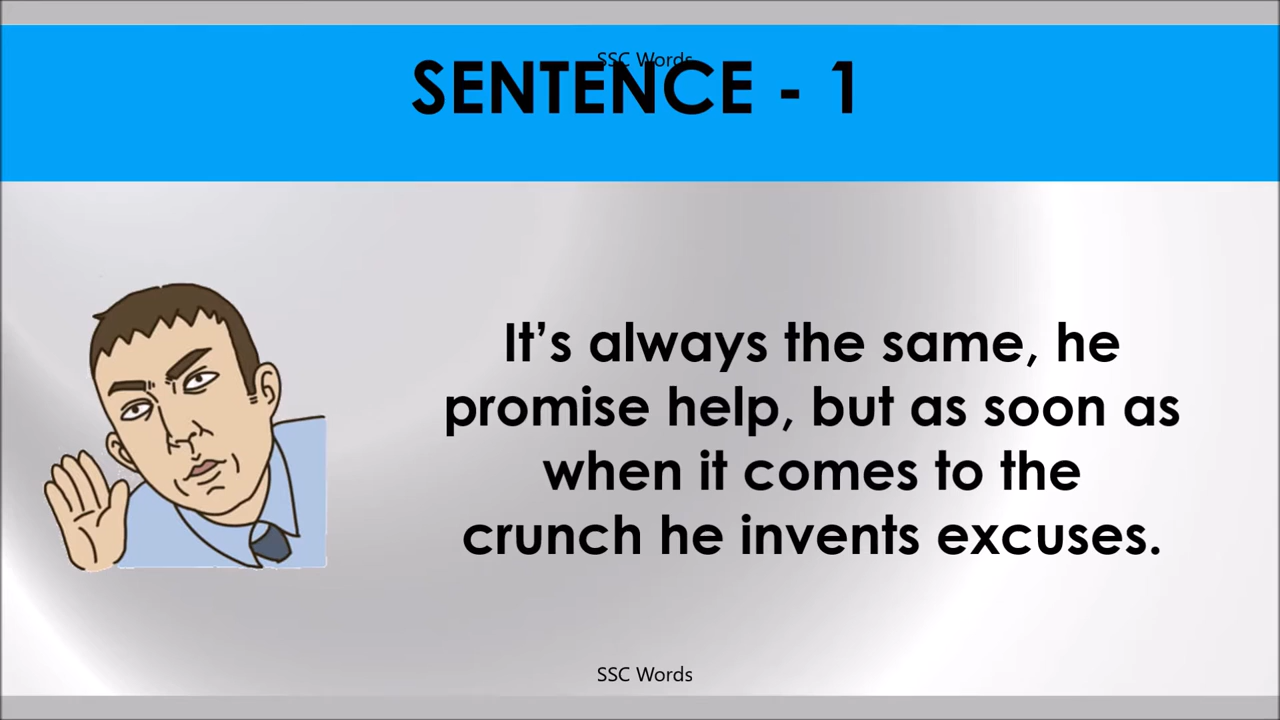 SSC Words
SENTENCE - 1
It’s always the same, he
promise help, but as soon as
when it comes to the
crunch he invents excuses.
SSC Words